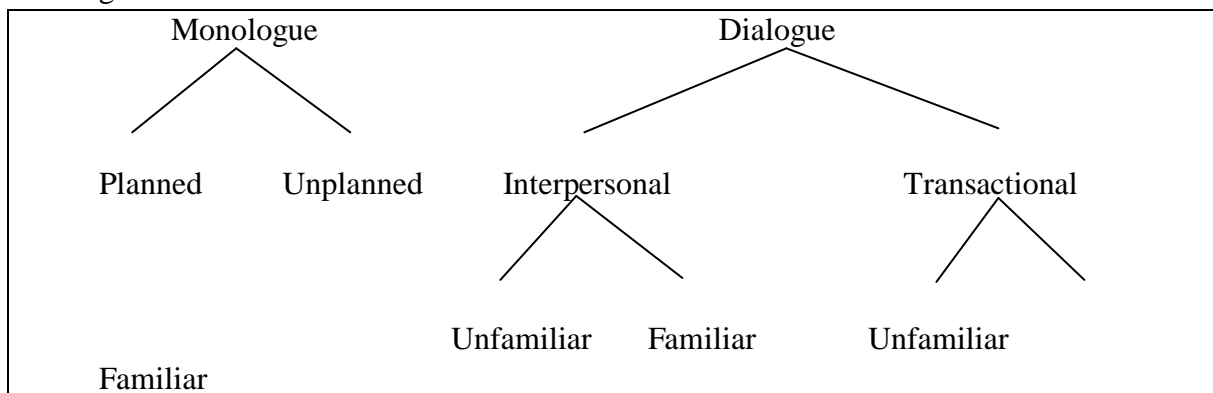 Monologue Dialogue
Planned Unplanned Interpersonal Transactional
Unfamiliar Familiar Unfamiliar
Familiar